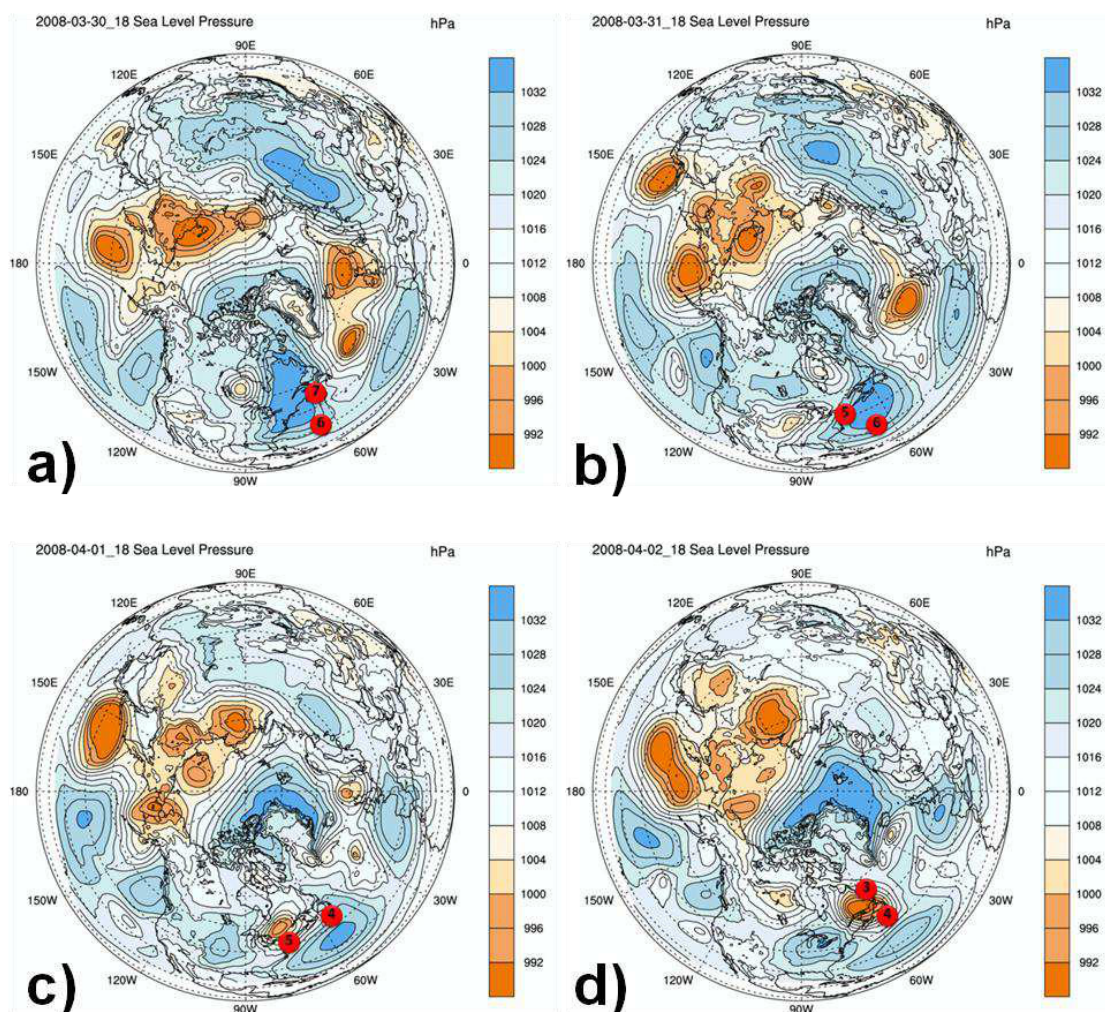 2008-03-30_18 Sea Level Pressure hPa
90E
120E 60E
150E 30E
180 0
150W 30W
120W 60W
90W
1032
1028
1024
1020
1016
1012
1008
1004
1000
996
992
7
6
a)
2008-03-31_18 Sea Level Pressure hPa
90E
120E 60E
150E 30E
180 0
150W 30W
120W 60W
90W
1032
1028
1024
1020
1016
1012
1008
1004
1000
996
992
5 6
b)
2008-04-01_18 Sea Level Pressure hPa
90E
120E 60E
150E 30E
180 0
150W 30W
120W 60W
90W
1032
1028
1024
1020
1016
1012
1008
1004
1000
996
992
4
5
c)
2008-04-02_18 Sea Level Pressure hPa
90E
120E 60E
150E 30E
180 0
150W 30W
120W 60W
90W
1032
1028
1024
1020
1016
1012
1008
1004
1000
996
992
3
4
d)